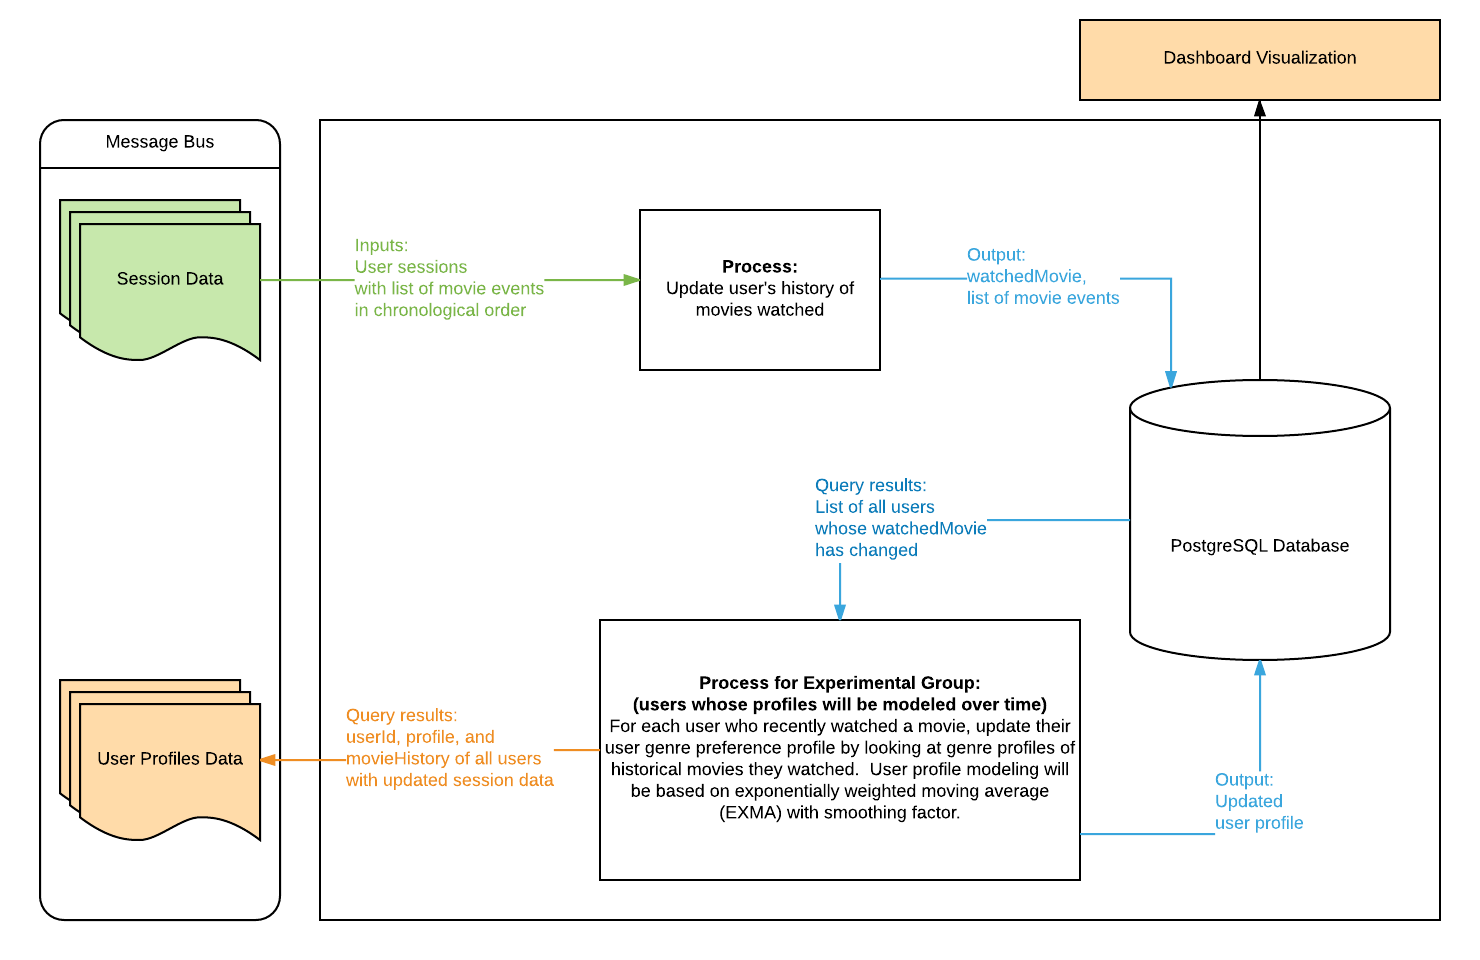 Dashboard Visualization
Message Bus
Session Data
Inputs:
User sessions
with list of movie events
in chronological order
Process:
Update user's history of
movies watched
Output:
watchedMovie,
list of movie events
Query results:
List of all users
whose watchedMovie
has changed
PostgreSQL Database
Process for Experimental Group:
(users whose profiles will be modeled over time)
For each user who recently watched a movie, update their
user genre preference profile by looking at genre profiles of
historical movies they watched.  User profile modeling will
be based on exponentially weighted moving average
(EXMA) with smoothing factor.
Query results:
userId, profile, and
movieHistory of all users
with updated session data
User Profiles Data
Output:
Updated
user profile